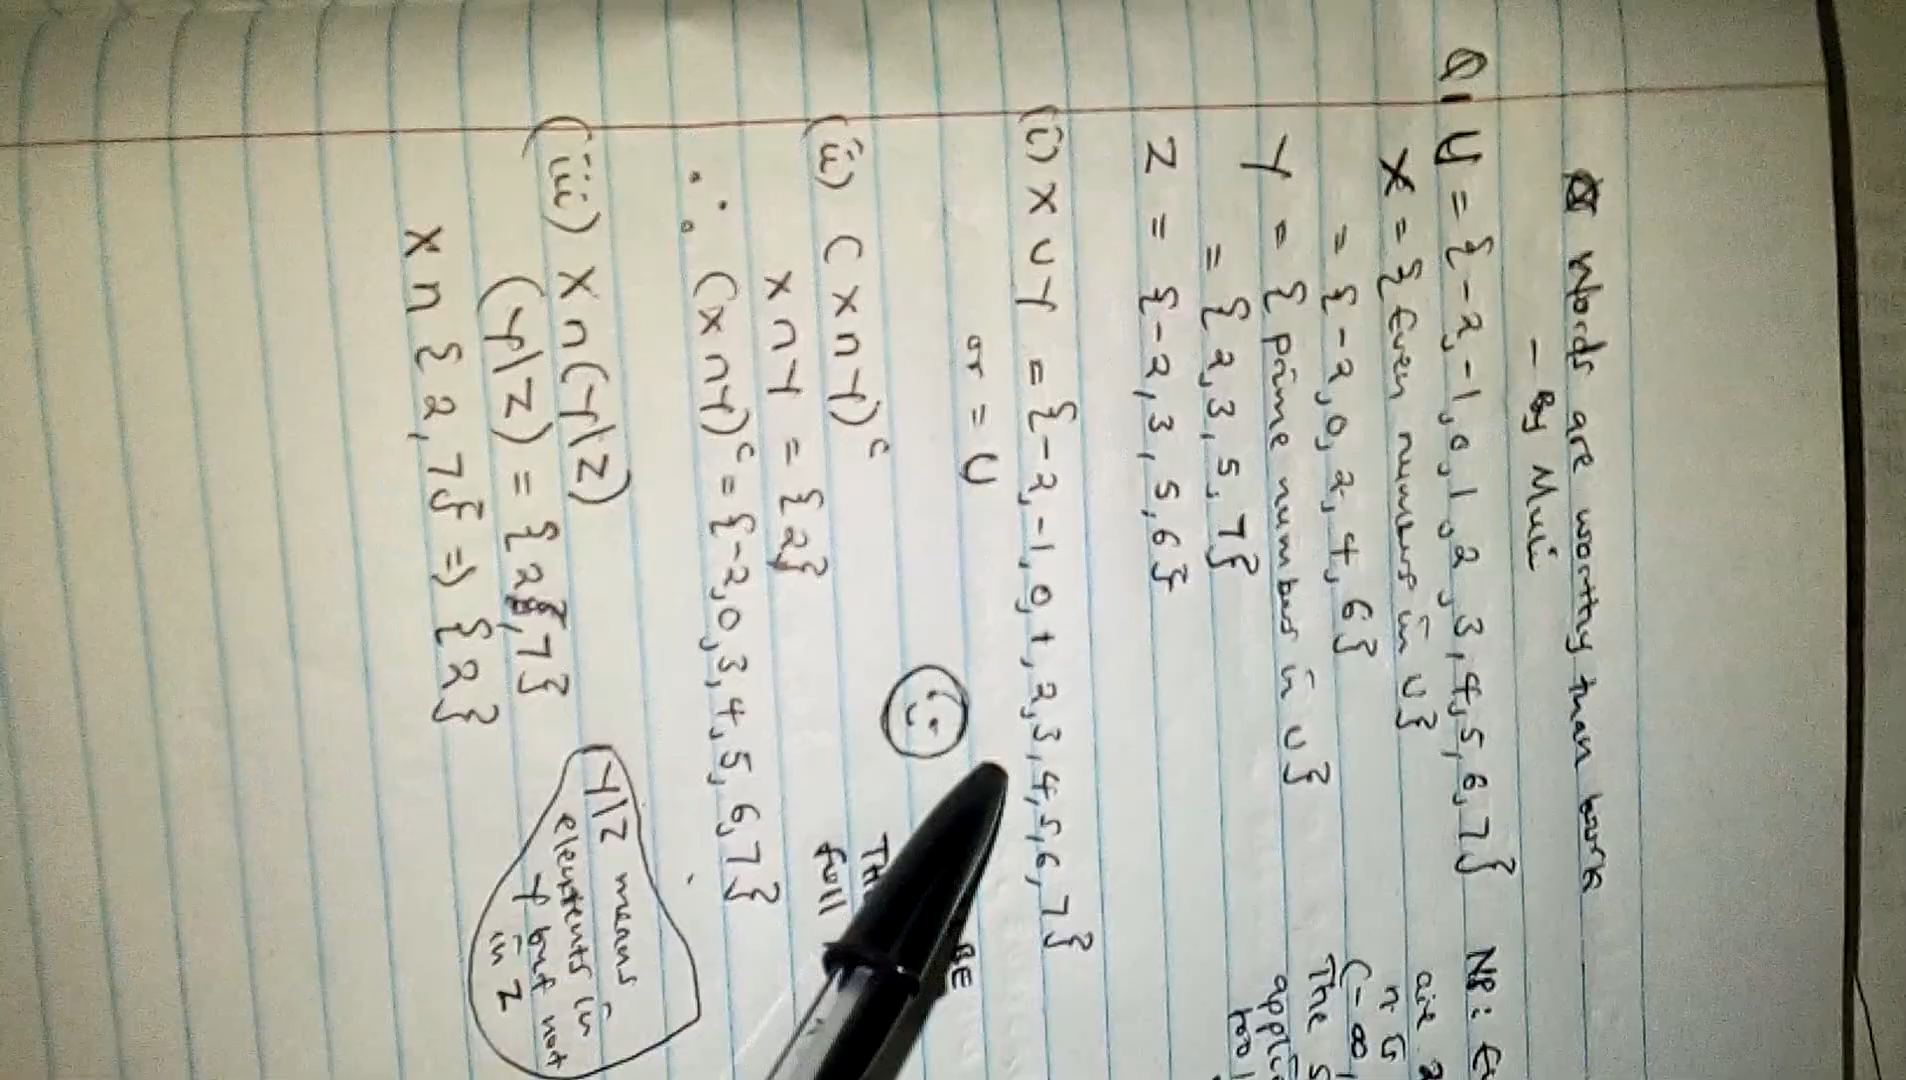 Words are worthy than work
- By Muli
Q1 U = {-2,-1,0,1,2,3,4,5,6,7} NB:
X = {Even numbers in U}
= {-2,0,2,4,6}
Y = {prime numbers in U}
= {2,3,5,7}
Z = {-2,3,5,6}
(i) X ∪ Y = {-2,-1,0,1,2,3,4,5,6,7}
or = U
(ii) (X ∩ Y)ᶜ
X ∩ Y = {2}
∴ (X ∩ Y)ᶜ = {-2,0,3,4,5,6,7}
(iii) X ∩ (Y\Z)
(Y\Z) = {2,7}
X ∩ {2,7} => {2}
Y\Z means
elements in
Y but not
in Z
full
are
(-∞
The